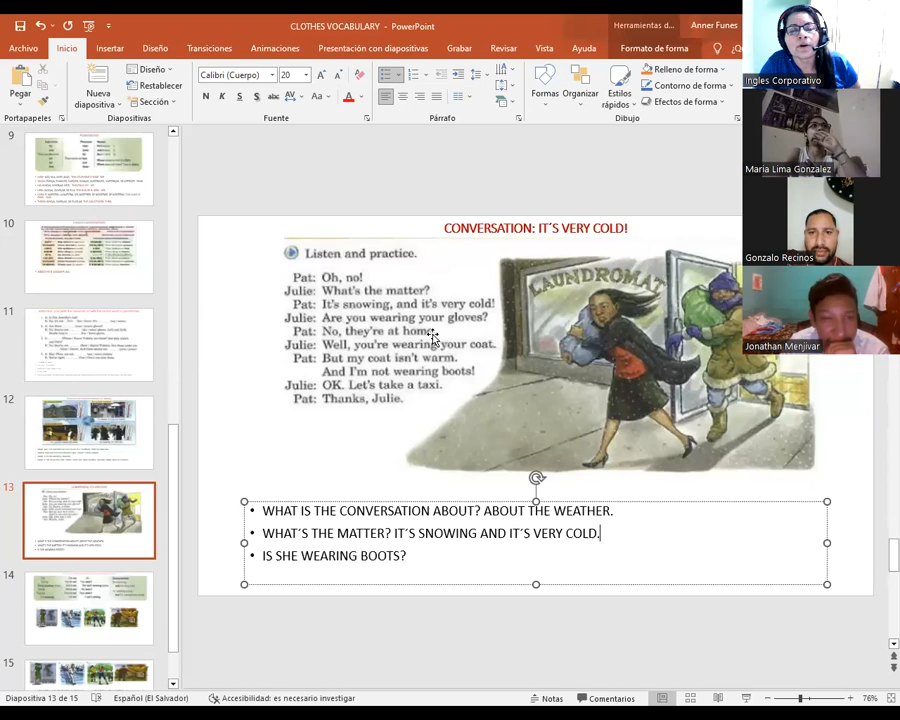 CLOTHES VOCABULARY - PowerPoint
Herramientas d...
Anner Funes
Archivo Inicio Insertar Diseño Transiciones Animaciones Presentación con diapositivas Grabar Revisar Vista Ayuda Formato de forma
Pegar
Nueva
diapositiva
Diseño
Restablecer
Sección
Calibri (Cuerpo) 20
N K S S abc AV Aa A
Formas
Organizar
Estilos
rápidos
Relleno de forma
Contorno de forma
Efectos de forma
Portapapeles Diapositivas Fuente Párrafo Dibujo
Ingles Corporativo
Maria Lima Gonzalez
Gonzalo Recinos
Jonathan Menjivar
9
10
11
12
13
14
15
CONVERSATION: IT´S VERY COLD!
Listen and practice.
Pat: Oh, no!
Julie: What's the matter?
Pat: It's snowing, and it's very cold!
Julie: Are you wearing your gloves?
Pat: No, they're at home.
Julie: Well, you're wearing your coat.
Pat: But my coat isn't warm.
And I'm not wearing boots!
Julie: OK. Let's take a taxi.
Pat: Thanks, Julie.
LAUNDROMAT
• WHAT IS THE CONVERSATION ABOUT? ABOUT THE WEATHER.
• WHAT´S THE MATTER? IT´S SNOWING AND IT´S VERY COLD.
• IS SHE WEARING BOOTS?
Diapositiva 13 de 15
Español (El Salvador)
Accesibilidad: es necesario investigar
Notas
Comentarios
76%